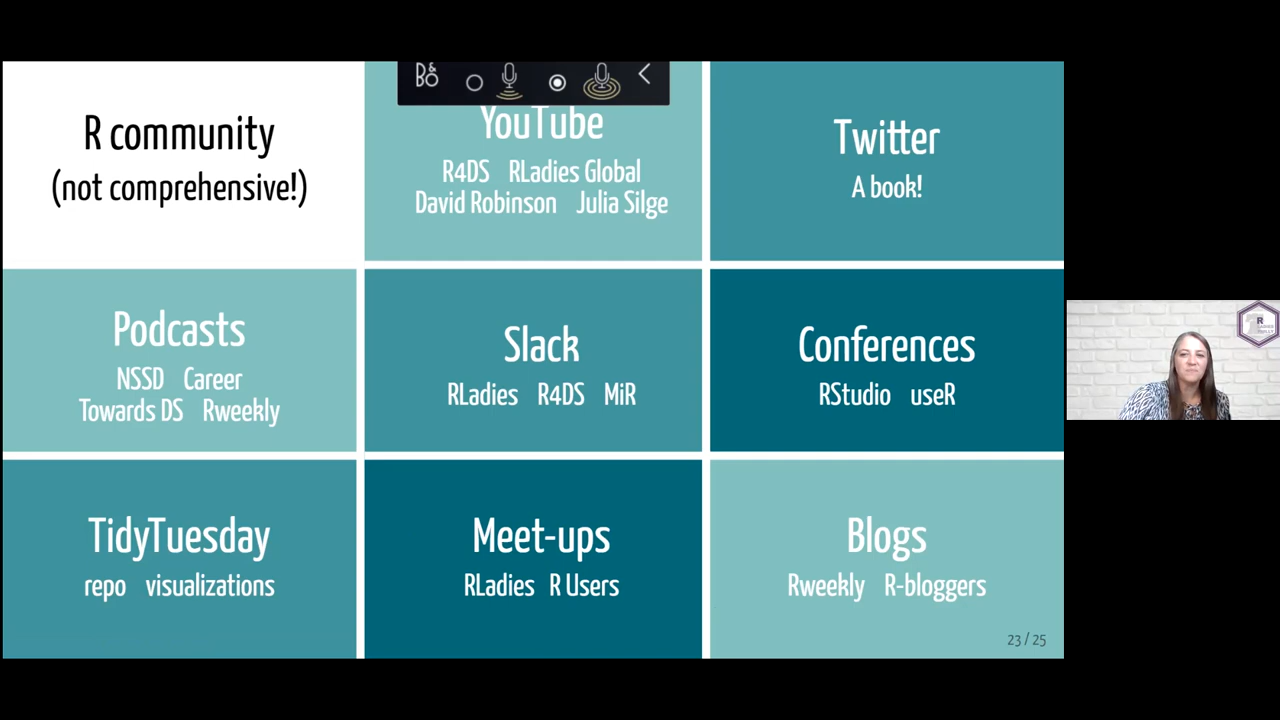 R community
(not comprehensive!)
YouTube
R4DS RLadies Global
David Robinson Julia Silge
Twitter
A book!
Podcasts
NSSD Career
Towards DS Rweekly
Slack
RLadies R4DS MiR
Conferences
RStudio useR
TidyTuesday
repo visualizations
Meet-ups
RLadies R Users
Blogs
Rweekly R-bloggers
23 / 25
B&O
R